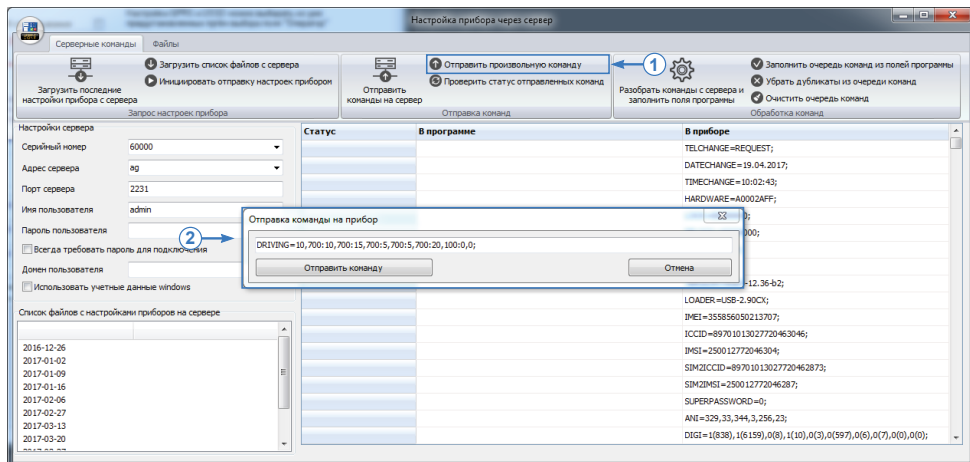 Настройка прибора через сервер
Серверные команды
Файлы
Загрузить последние
настройки прибора с сервера
Загрузить список файлов с сервера
Инициировать отправку настроек прибором
Запрос настроек прибора
Отправить
команды на сервер
Отправить произвольную команду
Проверить статус отправленных команд
Отправка команд
1
Разобрать команды с сервера и
заполнить поля программы
Заполнить очередь команд из полей программы
Убрать дубликаты из очереди команд
Очистить очередь команд
Обработка команд
Настройки сервера
Серийный номер 60000
Адрес сервера ag
Порт сервера 2231
Имя пользователя admin
Пароль пользователя
Всегда требовать пароль для подключения
Домен пользователя
Использовать учетные данные windows
Список файлов с настройками приборов на сервере
2016-12-26
2017-01-02
2017-01-09
2017-01-16
2017-02-06
2017-02-27
2017-03-13
2017-03-20
Статус В программе В приборе
TELCHANGE=REQUEST;
DATECHANGE=19.04.2017;
TIMECHANGE=10:02:43;
HARDWARE=A0002AFF;
2
Отправка команды на прибор
DRIVING=10,700:10,700:15,700:5,700:5,700:20,100:0,0;
Отправить команду
Отмена
-12.36-b2;
LOADER=USB-2.90CX;
IMEI=355856050213707;
ICCID=89701013027720463046;
IMSI=250012772046304;
SIM2ICCID=89701013027720462873;
SIM2IMSI=250012772046287;
SUPERPASSWORD=0;
ANI=329,33,344,3,256,23;
DIGI=1(838),1(6159),0(8),1(10),0(3),0(597),0(6),0(7),0(0),0(0);